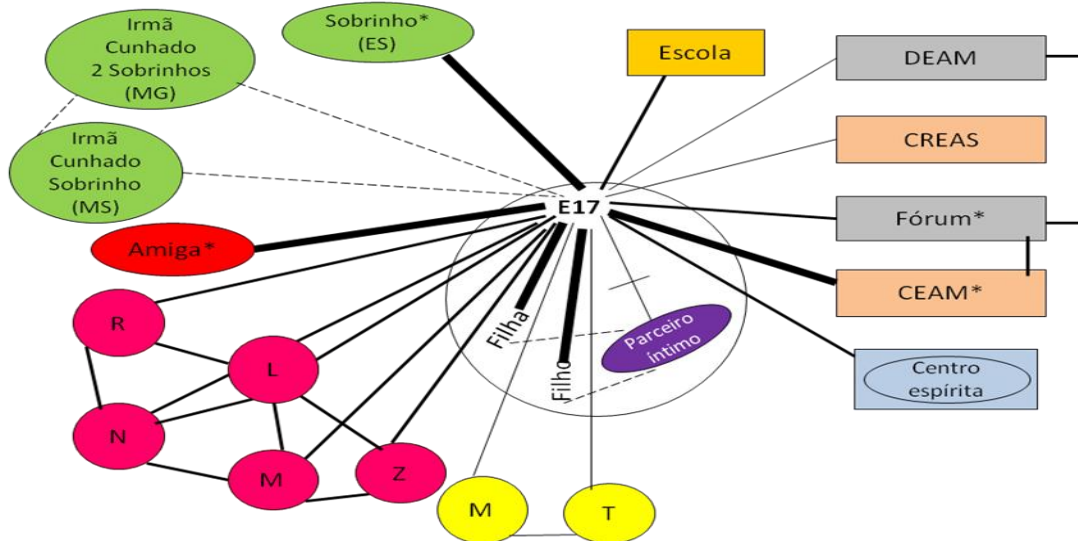 Irmã
Cunhado
2 Sobrinhos
(MG)
Sobrinho*
(ES)
Escola
DEAM
Irmã
Cunhado
Sobrinho
(MS)
CREAS
E17
Fórum*
Amiga*
CEAM*
R
Filha
Parceiro
íntimo
L
Filho
Centro
espírita
N
M
Z
M
T